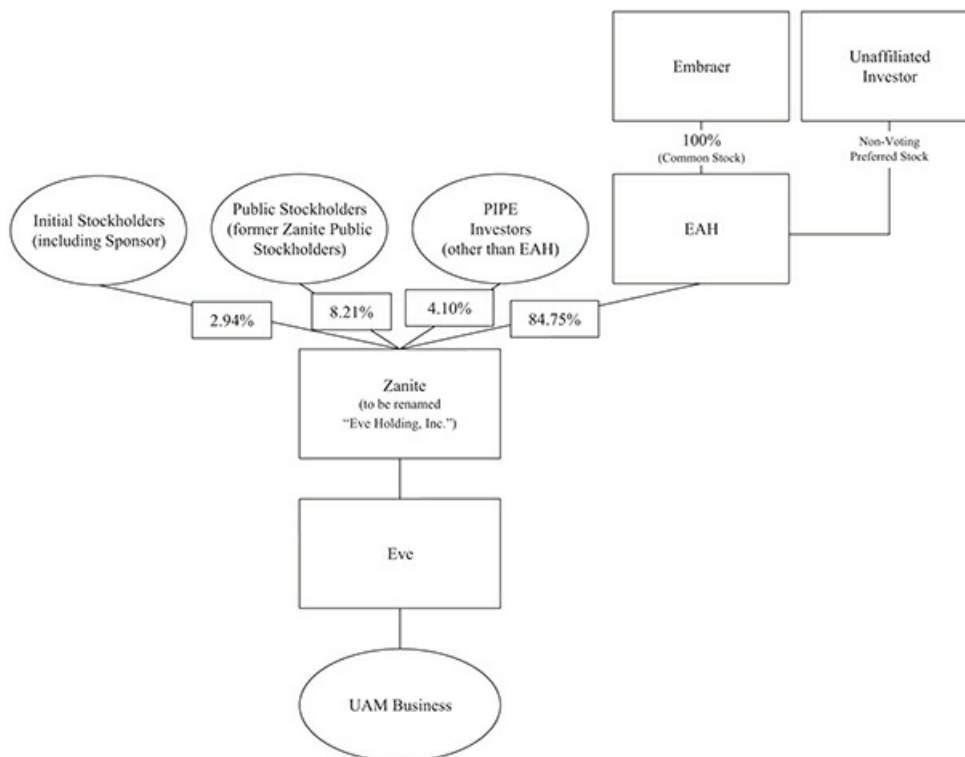 Embraer
Unaffiliated
Investor
100%
(Common Stock)
Non-Voting
Preferred Stock
Initial Stockholders
(including Sponsor)
Public Stockholders
(former Zanite Public
Stockholders)
PIPE
Investors
(other than EAH)
EAH
2.94%
8.21%
4.10%
84.75%
Zanite
(to be renamed
“Eve Holding, Inc.”)
Eve
UAM Business